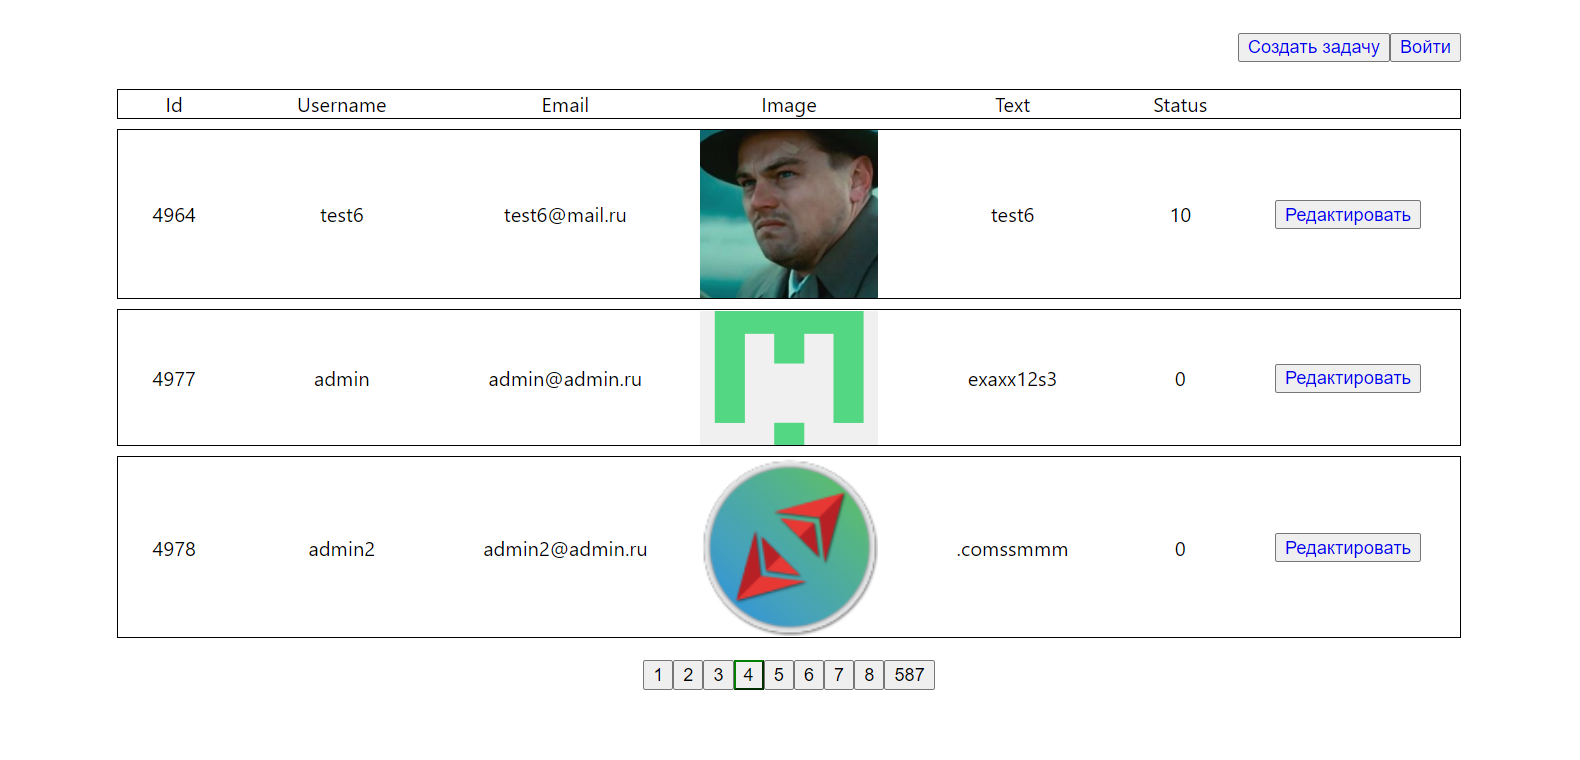 Создать задачу Войти
Id Username Email Image Text Status
4964 test6 test6@mail.ru test6 10 Редактировать
4977 admin admin@admin.ru exaxx12s3 0 Редактировать
4978 admin2 admin2@admin.ru .comssmmm 0 Редактировать
1 2 3 4 5 6 7 8 587